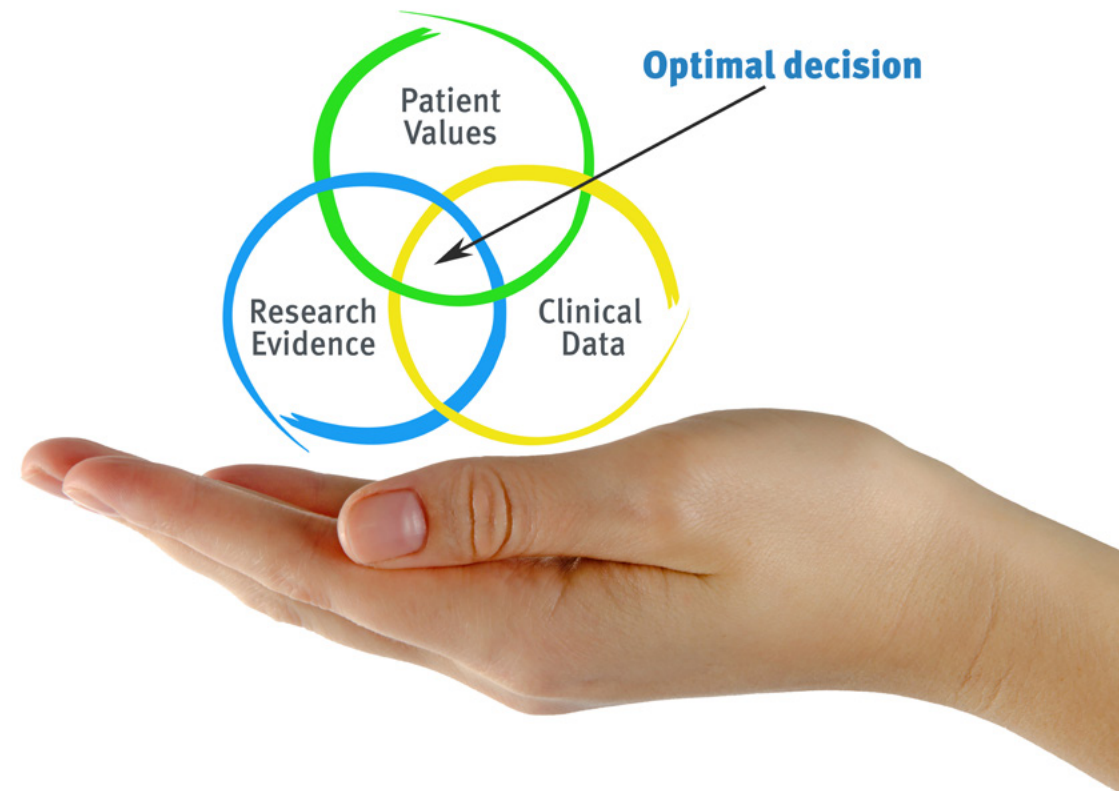 Optimal decision
Patient
Values
Research
Evidence
Clinical
Data